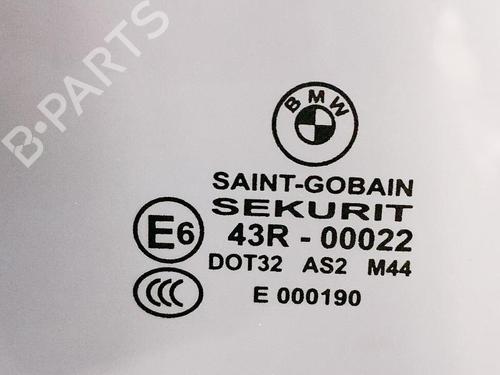 B-PARTS
BMW
SAINT-GOBAIN
SEKURIT
E6 43R - 00022
DOT32 AS2 M44
CCC E 000190